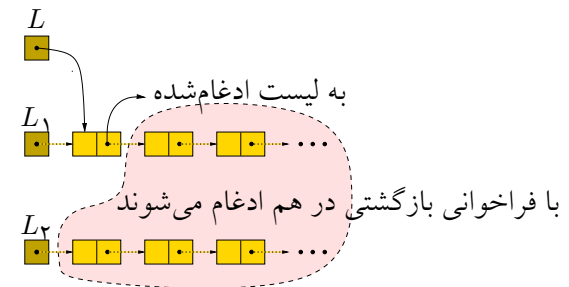 L
به لیست ادغام‌شده
L۱
با فراخوانی بازگشتی در هم ادغام می‌شوند
L۲